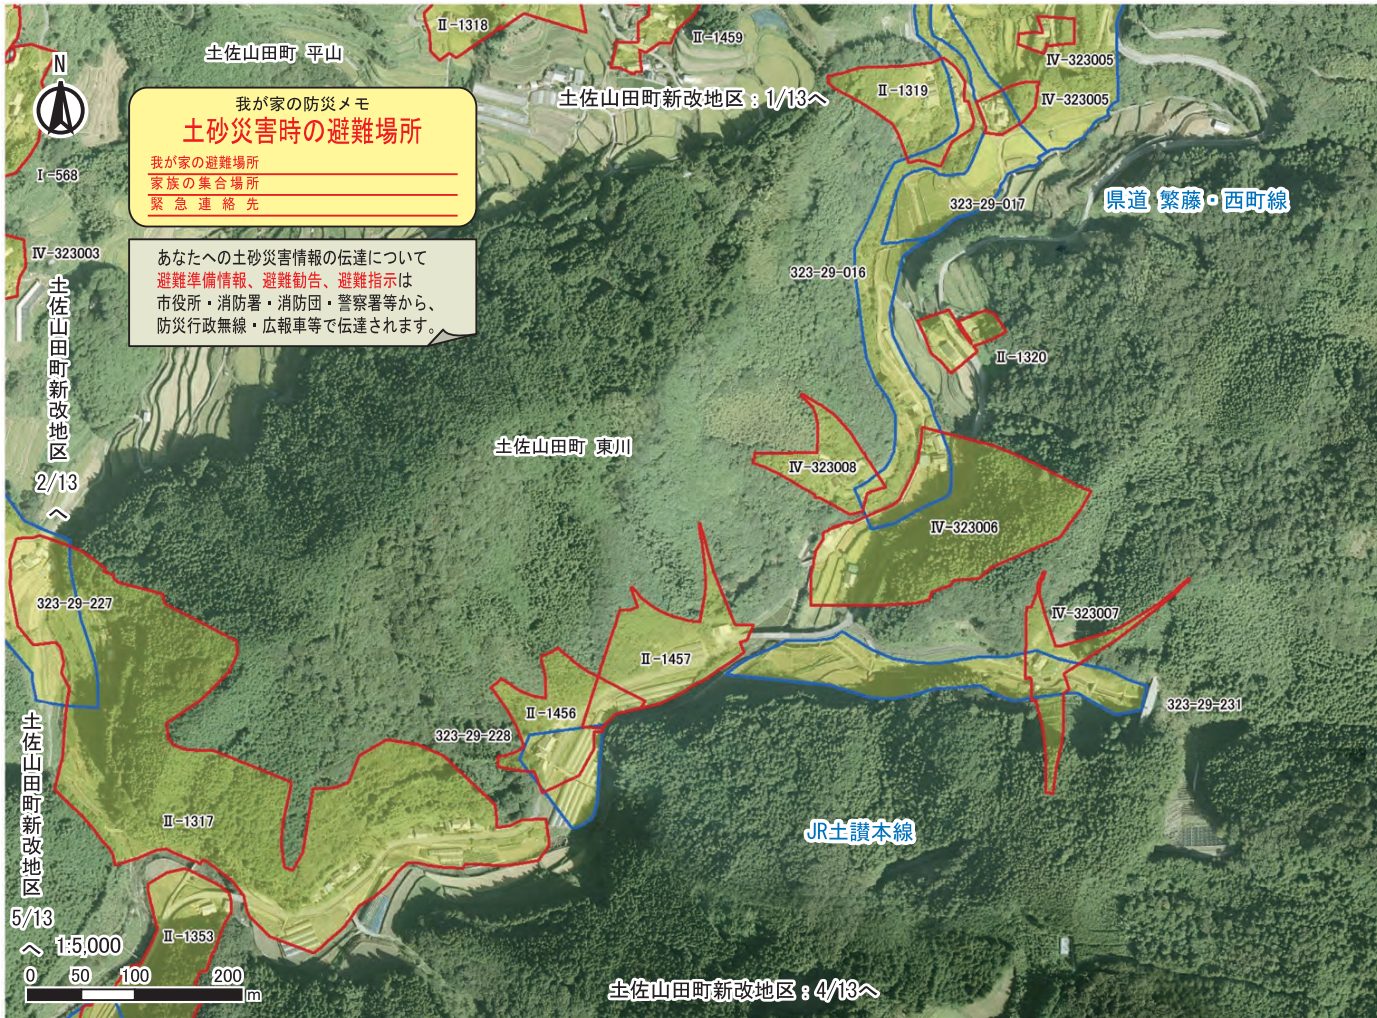 Ⅱ-1318
土佐山田町 平山
Ⅱ-1459
Ⅳ-323005
N
Ⅱ-1319
Ⅳ-323005
土佐山田町新改地区：1/13へ
我が家の防災メモ
土砂災害時の避難場所
我が家の避難場所
家族の集合場所
緊急連絡先
Ⅰ-568
県道 繁藤・西町線
323-29-017
Ⅳ-323003
あなたへの土砂災害情報の伝達について
避難準備情報、避難勧告、避難指示は
市役所・消防署・消防団・警察署等から、
防災行政無線・広報車等で伝達されます。
323-29-016
土佐山田町新改地区 2/13 へ
Ⅱ-1320
土佐山田町 東川
Ⅳ-323008
Ⅳ-323006
323-29-227
Ⅳ-323007
Ⅱ-1457
323-29-231
Ⅱ-1456
323-29-228
土佐山田町新改地区 5/13 へ
Ⅱ-1317
JR土讃本線
Ⅱ-1353
1:5,000
0 50 100 200 m
土佐山田町新改地区：4/13へ